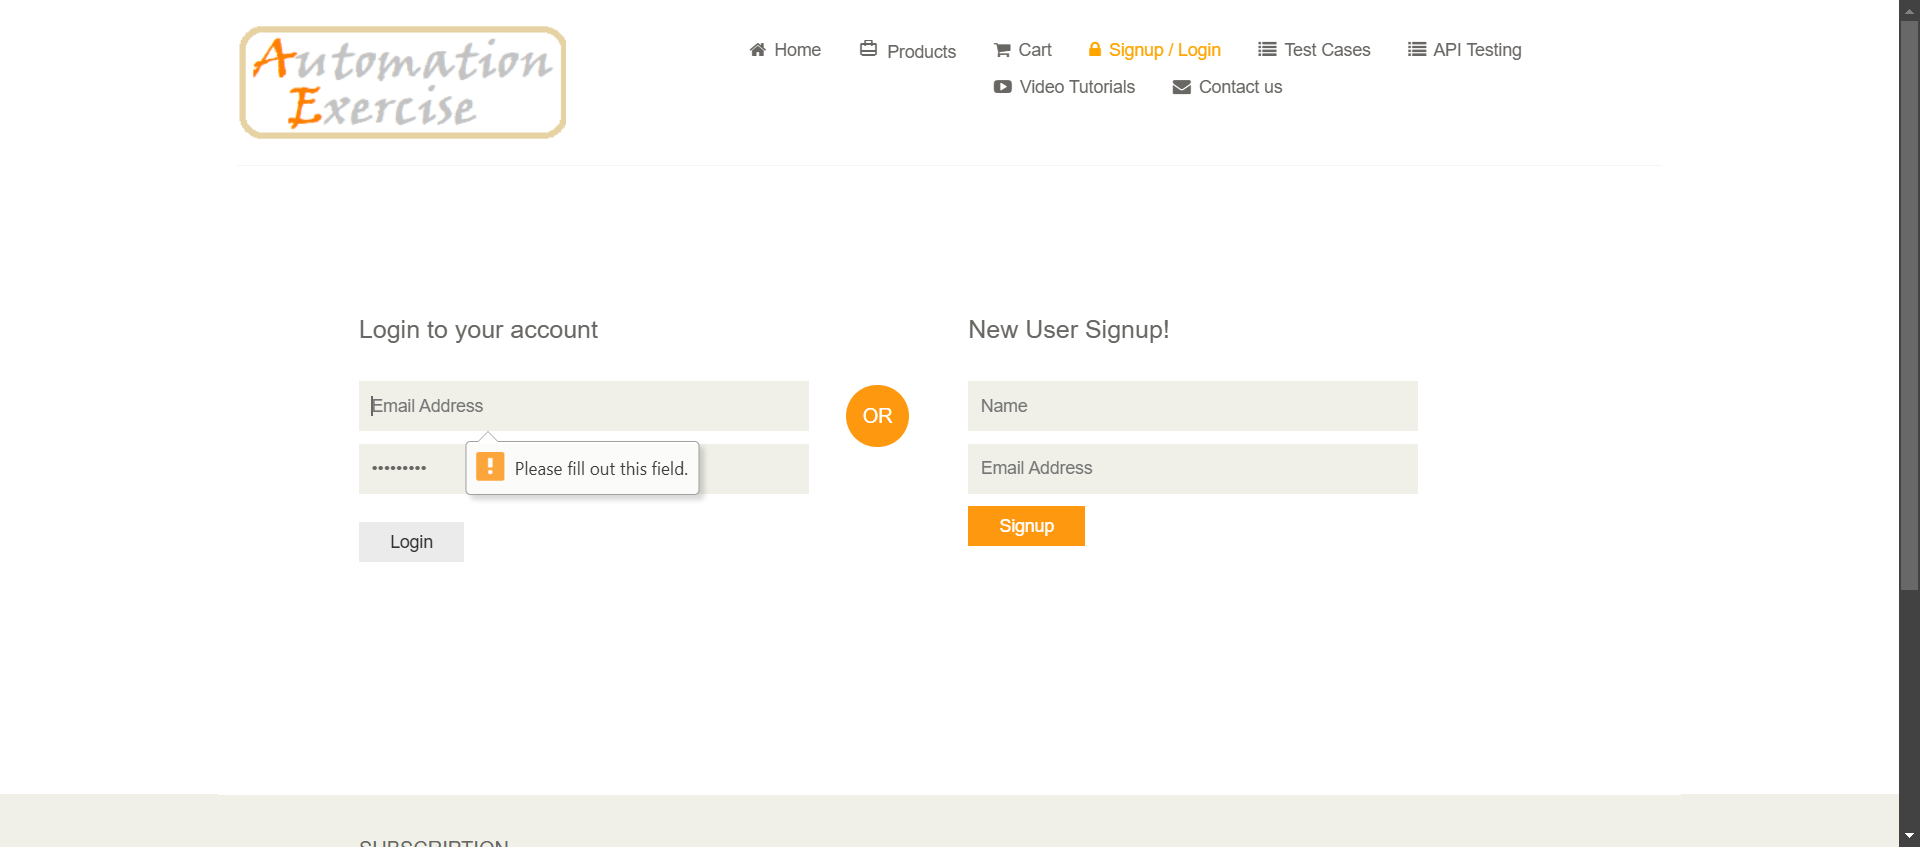 Automation
Exercise
Home Products Cart Signup / Login Test Cases API Testing
Video Tutorials Contact us
Login to your account
Email Address
•••••••••
Please fill out this field.
Login
OR
New User Signup!
Name
Email Address
Signup
SUBSCRIPTION